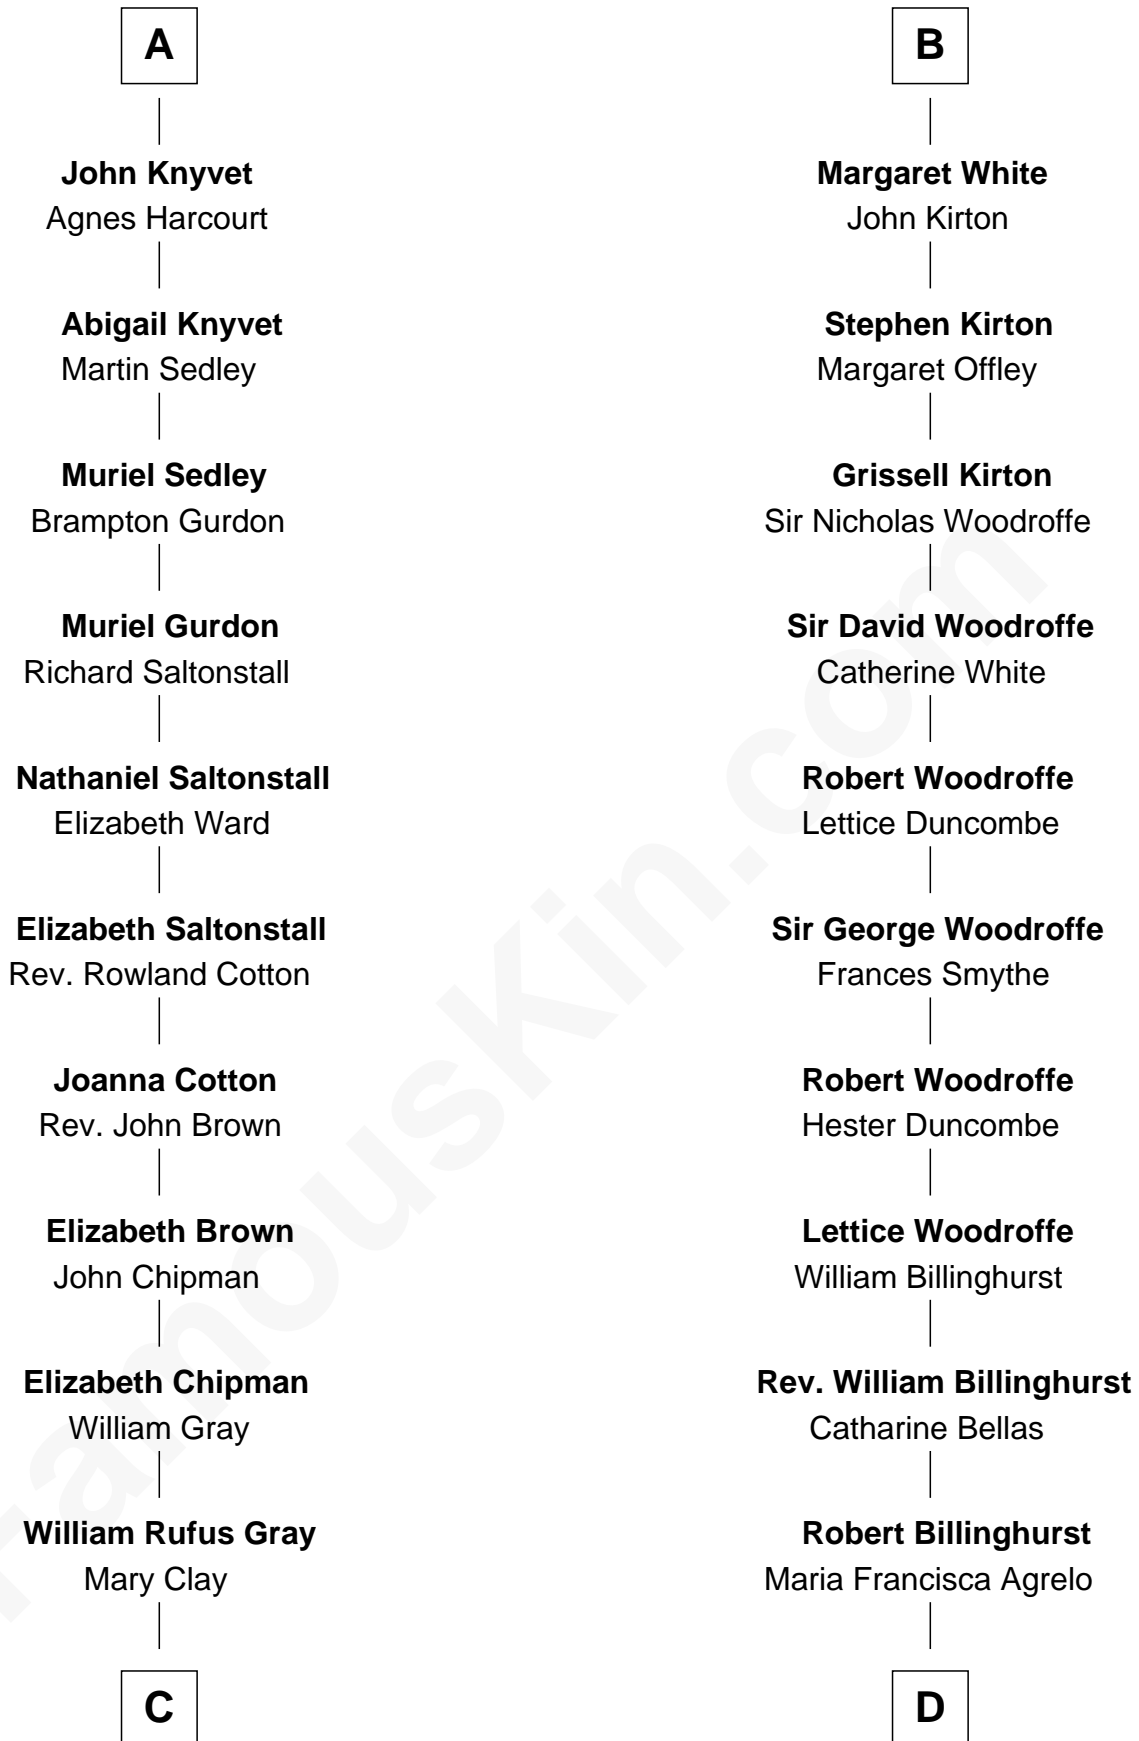 A
John Knyvet
Agnes Harcourt
Abigail Knyvet
Martin Sedley
Muriel Sedley
Brampton Gurdon
Muriel Gurdon
Richard Saltonstall
Nathaniel Saltonstall
Elizabeth Ward
Elizabeth Saltonstall
Rev. Rowland Cotton
Joanna Cotton
Rev. John Brown
Elizabeth Brown
John Chipman
Elizabeth Chipman
William Gray
William Rufus Gray
Mary Clay
C
B
Margaret White
John Kirton
Stephen Kirton
Margaret Offley
Grissell Kirton
Sir Nicholas Woodroffe
Sir David Woodroffe
Catherine White
Robert Woodroffe
Lettice Duncombe
Sir George Woodroffe
Frances Smythe
Robert Woodroffe
Hester Duncombe
Lettice Woodroffe
William Billinghurst
Rev. William Billinghurst
Catharine Bellas
Robert Billinghurst
Maria Francisca Agrelo
D
FamousKin.com